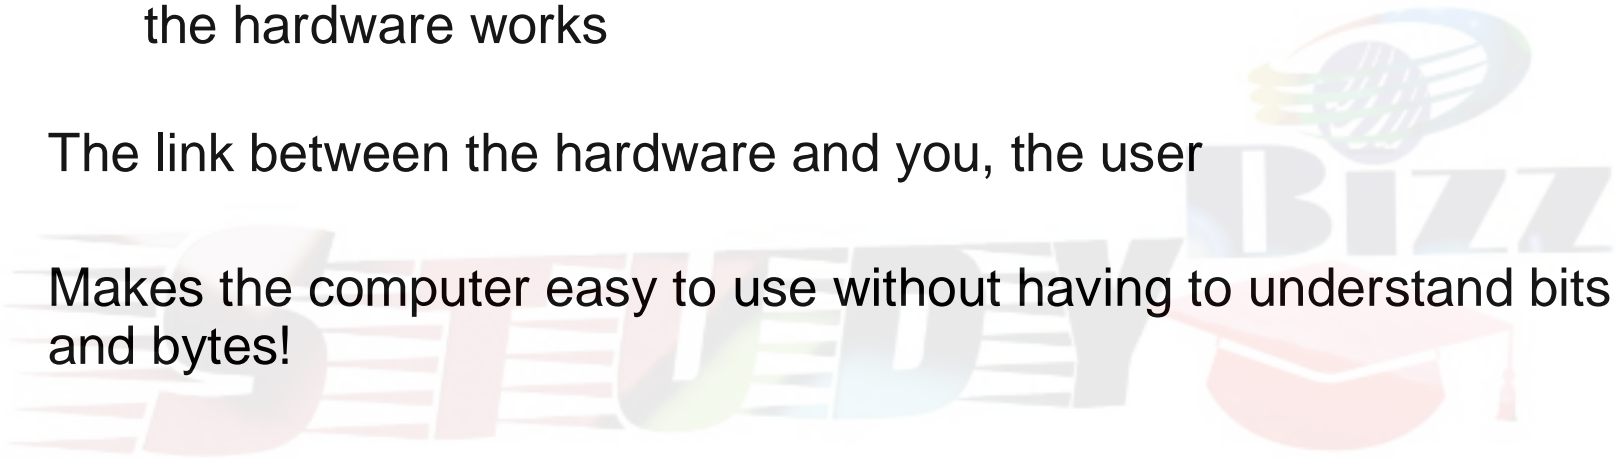 the hardware works
The link between the hardware and you, the user
Bizz
Makes the computer easy to use without having to understand bits
and bytes!
STUDY